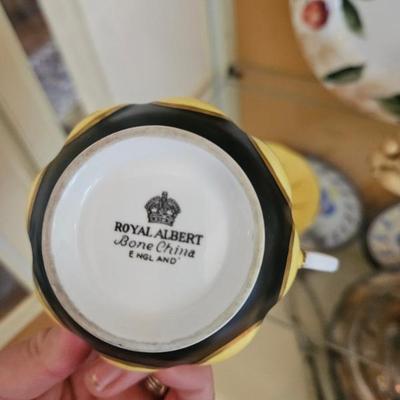 ROYAL ALBERT
Bone China
ENGLAND